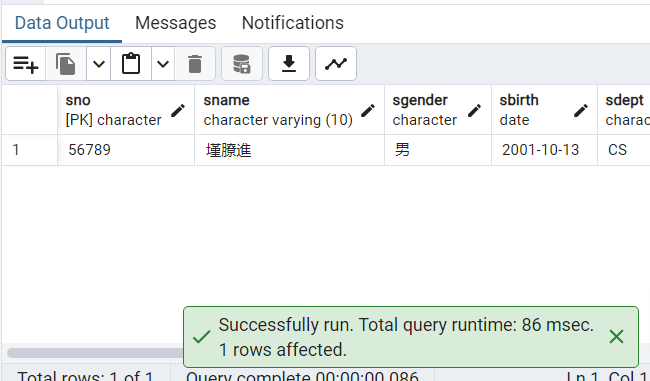 Data Output Messages Notifications
sno sname sgender sbirth sdept
[PK] character character varying (10) character date charac
1 56789 墐賿進 男 2001-10-13 CS
Successfully run. Total query runtime: 86 msec.
1 rows affected.
Total rows: 1 of 1 Query complete 00:00:00.086 Ln 1, Col 1